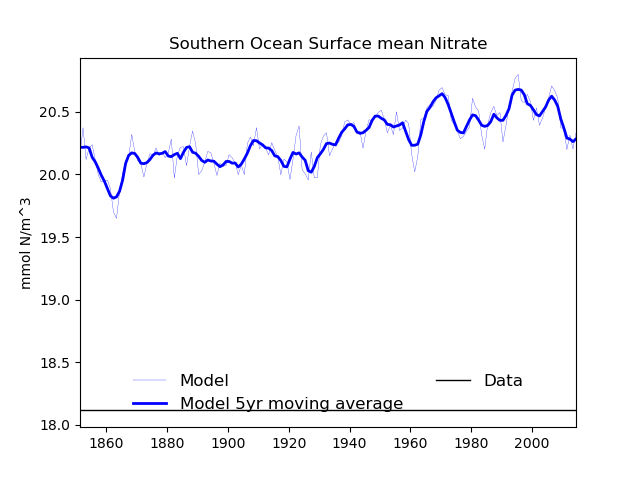 Southern Ocean Surface mean Nitrate
mmol N/m^3
20.5
20.0
19.5
19.0
18.5
18.0
Model
Model 5yr moving average
Data
1860 1880 1900 1920 1940 1960 1980 2000